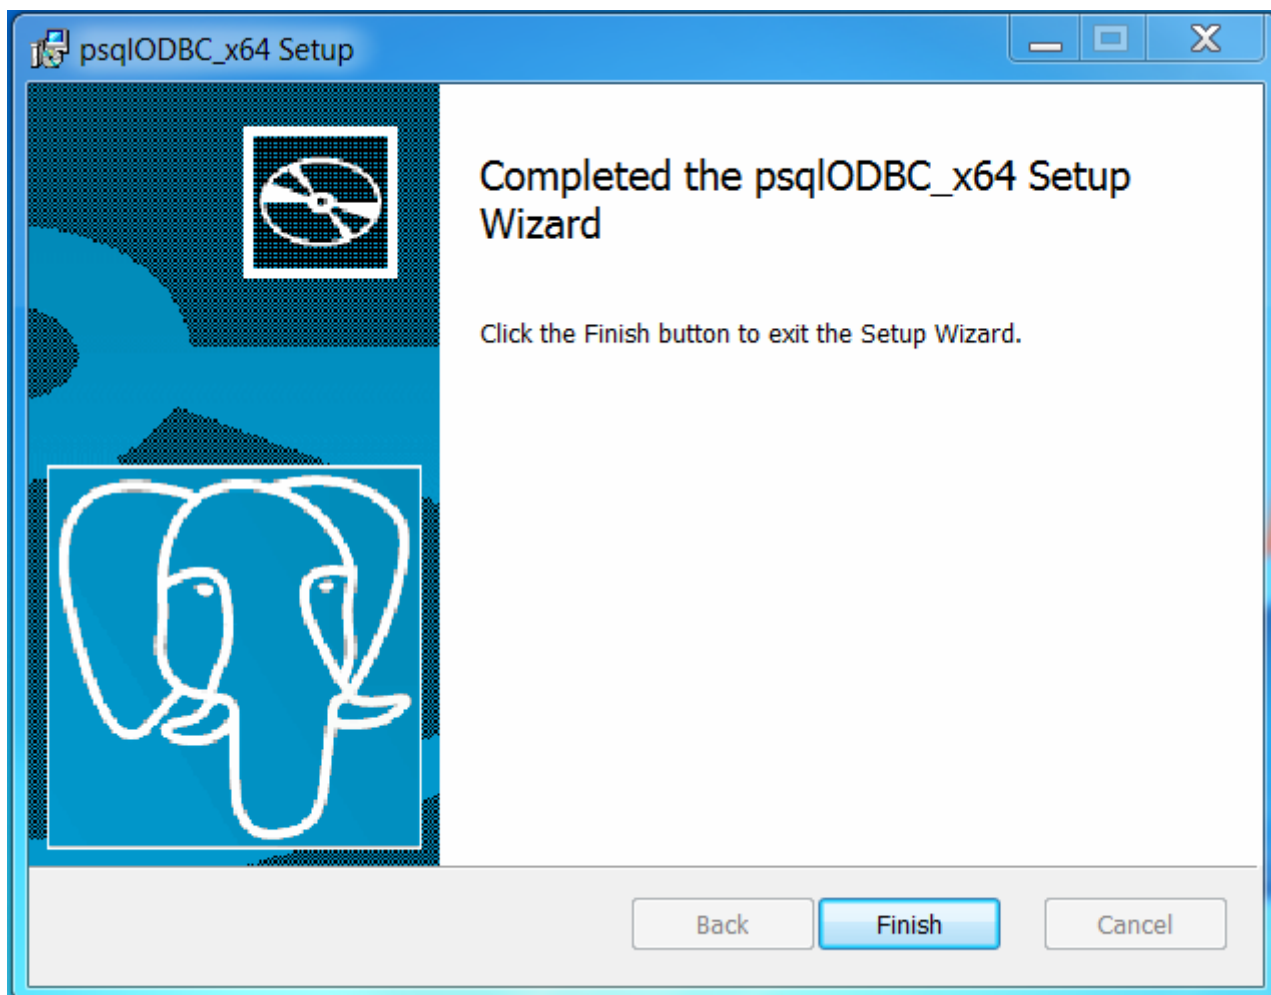 psqlODBC_x64 Setup
Completed the psqlODBC_x64 Setup
Wizard
Click the Finish button to exit the Setup Wizard.
Back
Finish
Cancel